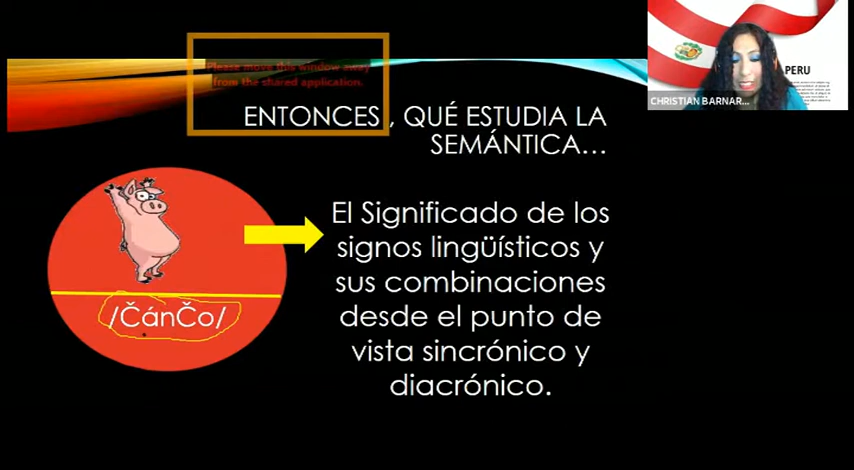 Please move this window away
from the shared application.
ENTONCES , QUÉ ESTUDIA LA
SEMÁNTICA...
El Significado de los
signos lingüísticos y
sus combinaciones
desde el punto de
vista sincrónico y
diacrónico.
/ČánČo/
PERU
CHRISTIAN BARNAR...